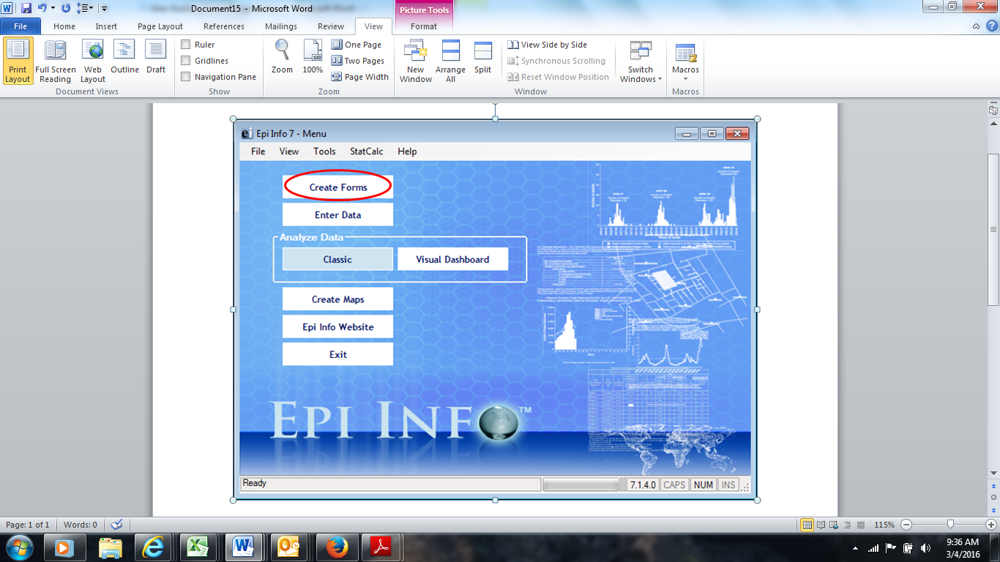 Document15 - Microsoft Word
Picture Tools
File Home Insert Page Layout References Mailings Review View Format
Print Layout
Full Screen Reading
Web Layout
Outline
Draft
Document Views
Ruler
Gridlines
Navigation Pane
Show
Zoom
100%
One Page
Two Pages
Page Width
Zoom
New Window
Arrange All
Split
View Side by Side
Synchronous Scrolling
Reset Window Position
Window
Switch Windows
Macros
Macros
Epi Info 7 - Menu
File View Tools StatCalc Help
Create Forms
Enter Data
Analyze Data
Classic
Visual Dashboard
Create Maps
Epi Info Website
Exit
EPI INFO™
Ready
7.1.4.0 CAPS NUM INS
Page: 1 of 1 Words: 0
115%
9:36 AM
3/4/2016